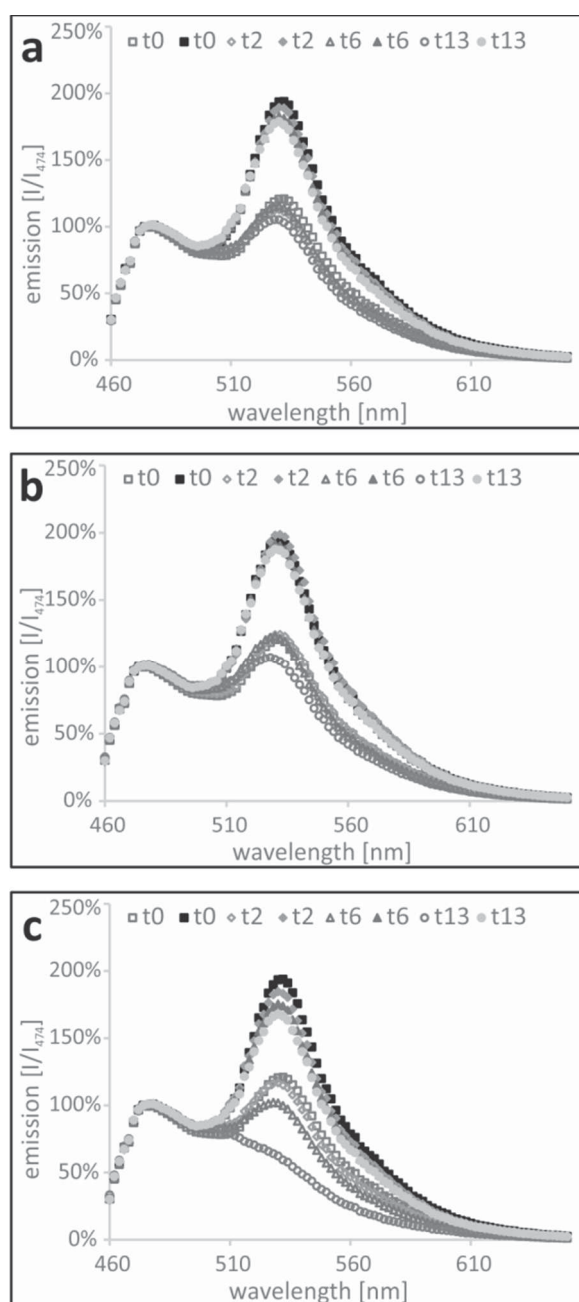 a
250%
□ t0 ■ t0 ◇ t2 ◆ t2 △ t6 ▲ t6 ○ t13 ● t13
200%
150%
100%
50%
0%
emission [I/I474]
460 510 560 610
wavelength [nm]
b
250%
□ t0 ■ t0 ◇ t2 ◆ t2 △ t6 ▲ t6 ○ t13 ● t13
200%
150%
100%
50%
0%
emission [I/I474]
460 510 560 610
wavelength [nm]
c
250%
□ t0 ■ t0 ◇ t2 ◆ t2 △ t6 ▲ t6 ○ t13 ● t13
200%
150%
100%
50%
0%
emission [I/I474]
460 510 560 610
wavelength [nm]